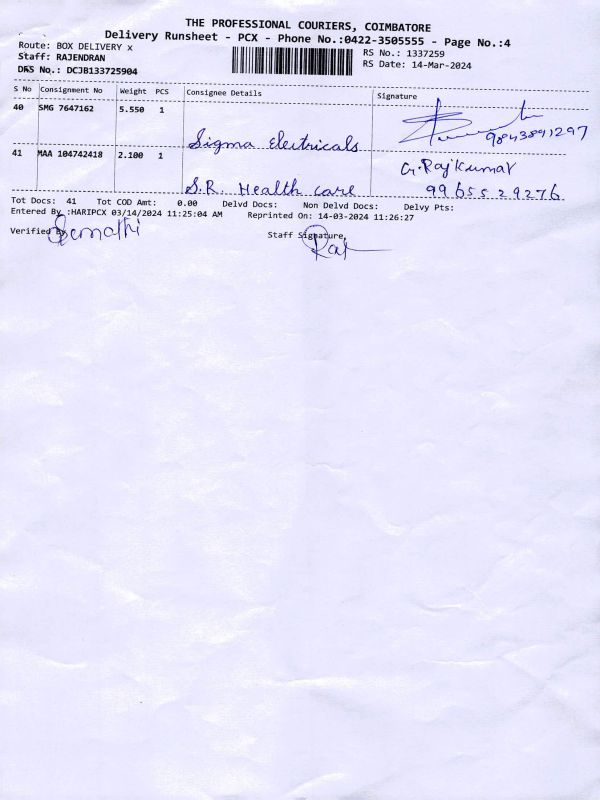 THE PROFESSIONAL COURIERS, COIMBATORE
Delivery Runsheet - PCX - Phone No.:0422-3505555 - Page No.:4
Route: BOX DELIVERY x
RS No.: 1337259
Staff: RAJENDRAN
RS Date: 14-Mar-2024
DRS No.: DCJB133725904
S No Consignment No Weight PCS Consignee Details Signature
40 SMG 7647162 5.550 1
Sigma Electricals 9843891297
41 MAA 104742418 2.100 1 G. Rajkumar
S.R. Health care 9965529276
Tot Docs: 41 Tot COD Amt: 0.00 Delvd Docs: Non Delvd Docs: Delvy Pts:
Entered By :HARIPCX 03/14/2024 11:25:04 AM Reprinted On: 14-03-2024 11:26:27
Verified By
Staff Signature,
Raj